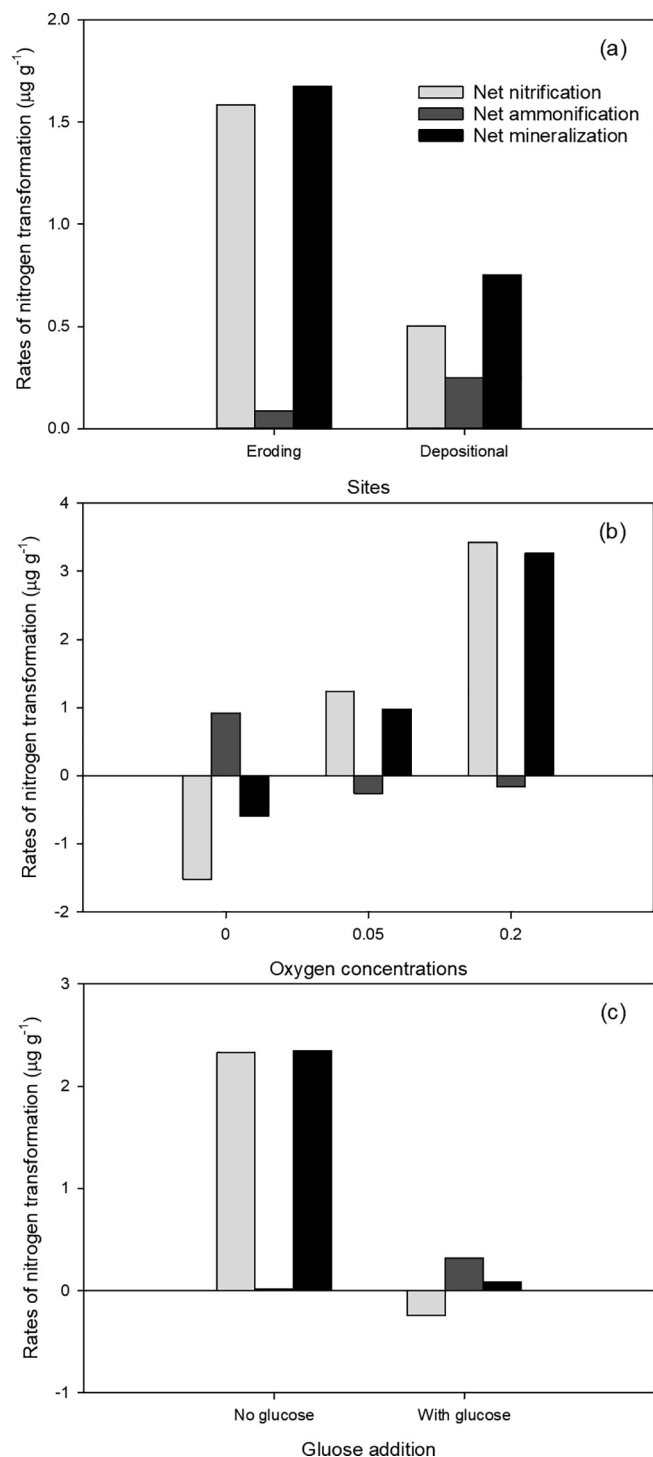 2.0
(a)
Net nitrification
Net ammonification
Net mineralization
1.5
1.0
0.5
0.0
Rates of nitrogen transformation (μg g⁻¹)
Eroding
Depositional
Sites
4
(b)
3
2
1
0
-1
-2
Rates of nitrogen transformation (μg g⁻¹)
0
0.05
0.2
Oxygen concentrations
3
(c)
2
1
0
-1
Rates of nitrogen transformation (μg g⁻¹)
No glucose
With glucose
Gluose addition